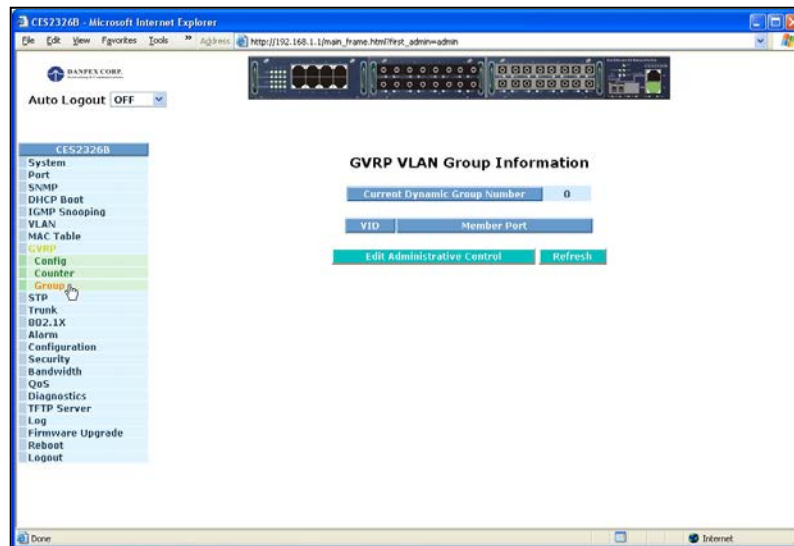 CES2326B - Microsoft Internet Explorer
File Edit View Favorites Tools » Address http://192.168.1.1/main_frame.html?first_admin=admin
DANPEX CORP.
Auto Logout OFF
CES2326B
System
Port
SNMP
DHCP Boot
IGMP Snooping
VLAN
MAC Table
GVRP
Config
Counter
Group
STP
Trunk
802.1X
Alarm
Configuration
Security
Bandwidth
QoS
Diagnostics
TFTP Server
Log
Firmware Upgrade
Reboot
Logout
GVRP VLAN Group Information
Current Dynamic Group Number 0
VID Member Port
Edit Administrative Control Refresh
Done Internet